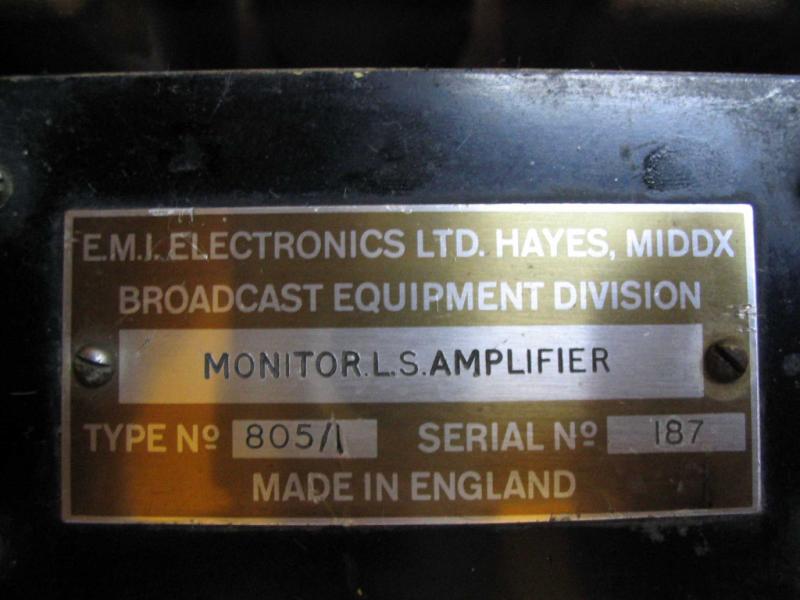 E.M.I. ELECTRONICS LTD. HAYES, MIDDX
BROADCAST EQUIPMENT DIVISION
MONITOR.L.S.AMPLIFIER
TYPE Nº 805/1 SERIAL Nº 187
MADE IN ENGLAND